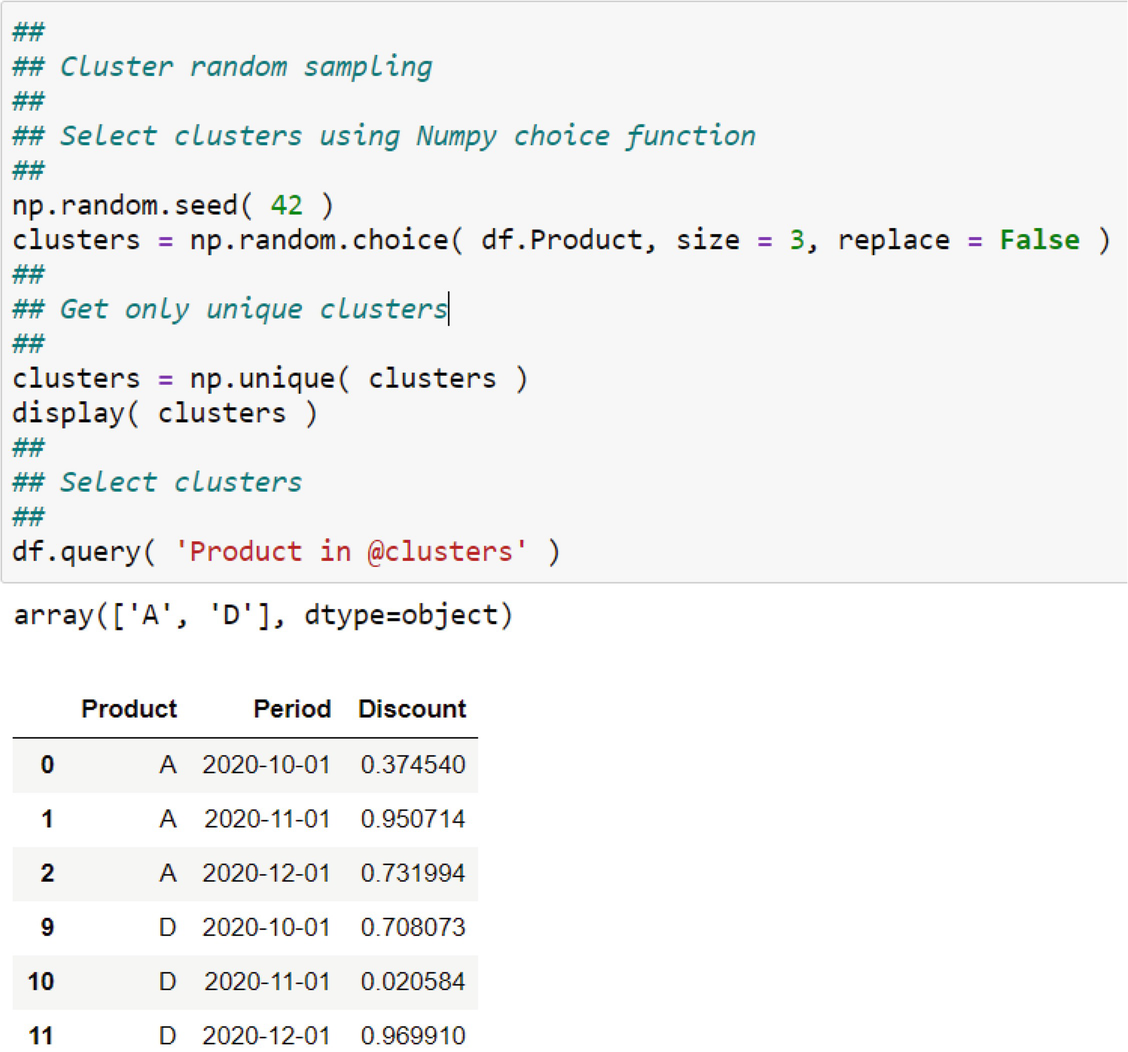 ##
## Cluster random sampling
##
## Select clusters using Numpy choice function
##
np.random.seed( 42 )
clusters = np.random.choice( df.Product, size = 3, replace = False )
##
## Get only unique clusters
##
clusters = np.unique( clusters )
display( clusters )
##
## Select clusters
##
df.query( 'Product in @clusters' )
array(['A', 'D'], dtype=object)
Product Period Discount
0 A 2020-10-01 0.374540
1 A 2020-11-01 0.950714
2 A 2020-12-01 0.731994
9 D 2020-10-01 0.708073
10 D 2020-11-01 0.020584
11 D 2020-12-01 0.969910